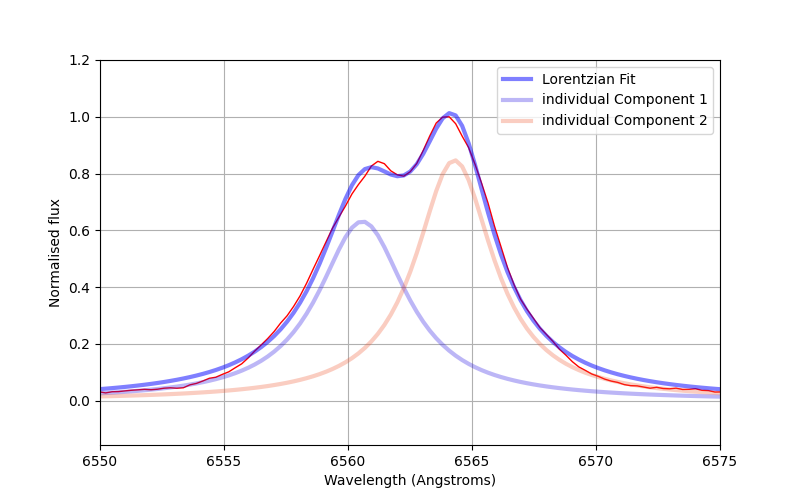 1.2
1.0
0.8
0.6
0.4
0.2
0.0
Normalised flux
Lorentzian Fit
individual Component 1
individual Component 2
6550 6555 6560 6565 6570 6575
Wavelength (Angstroms)